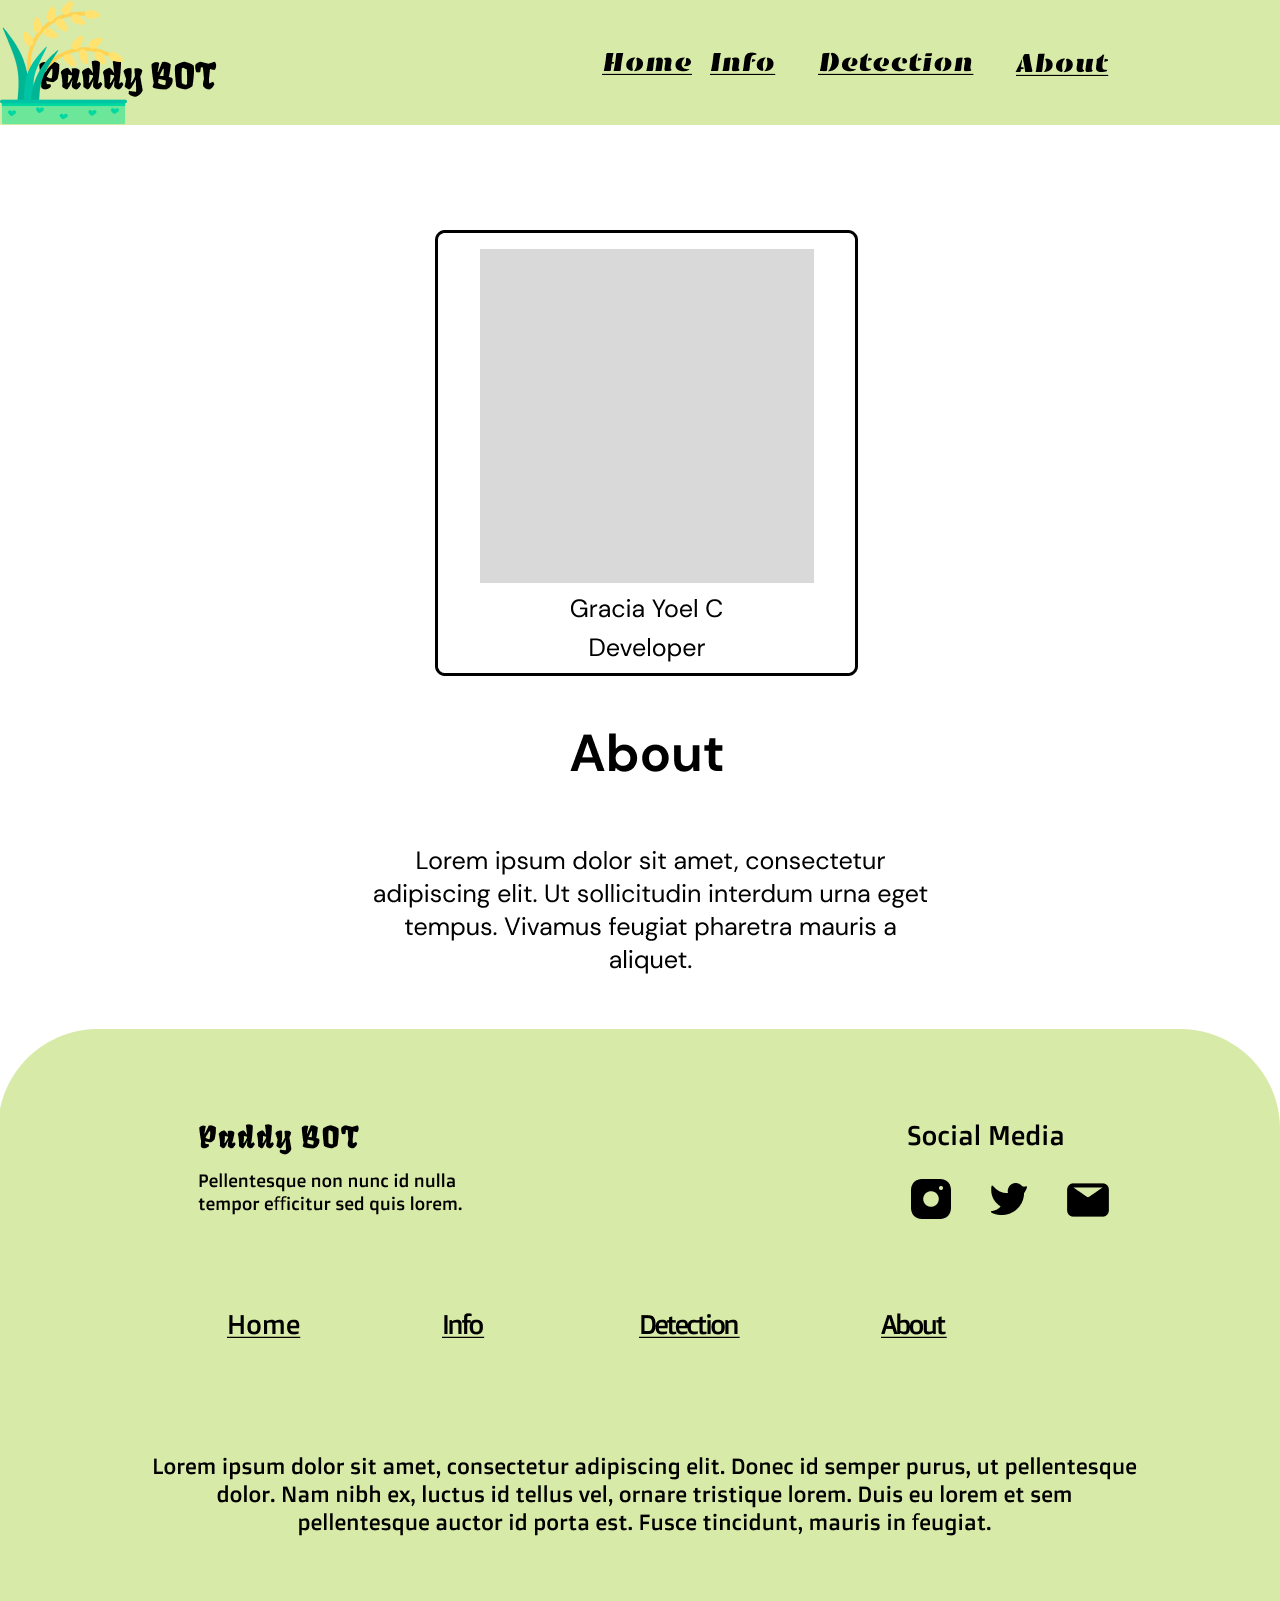 Paddy BOT
Home Info Detection About
Gracia Yoel C
Developer
About
Lorem ipsum dolor sit amet, consectetur
adipiscing elit. Ut sollicitudin interdum urna eget
tempus. Vivamus feugiat pharetra mauris a
aliquet.
Paddy BOT
Pellentesque non nunc id nulla
tempor efficitur sed quis lorem.
Social Media
Home Info Detection About
Lorem ipsum dolor sit amet, consectetur adipiscing elit. Donec id semper purus, ut pellentesque
dolor. Nam nibh ex, luctus id tellus vel, ornare tristique lorem. Duis eu lorem et sem
pellentesque auctor id porta est. Fusce tincidunt, mauris in feugiat.